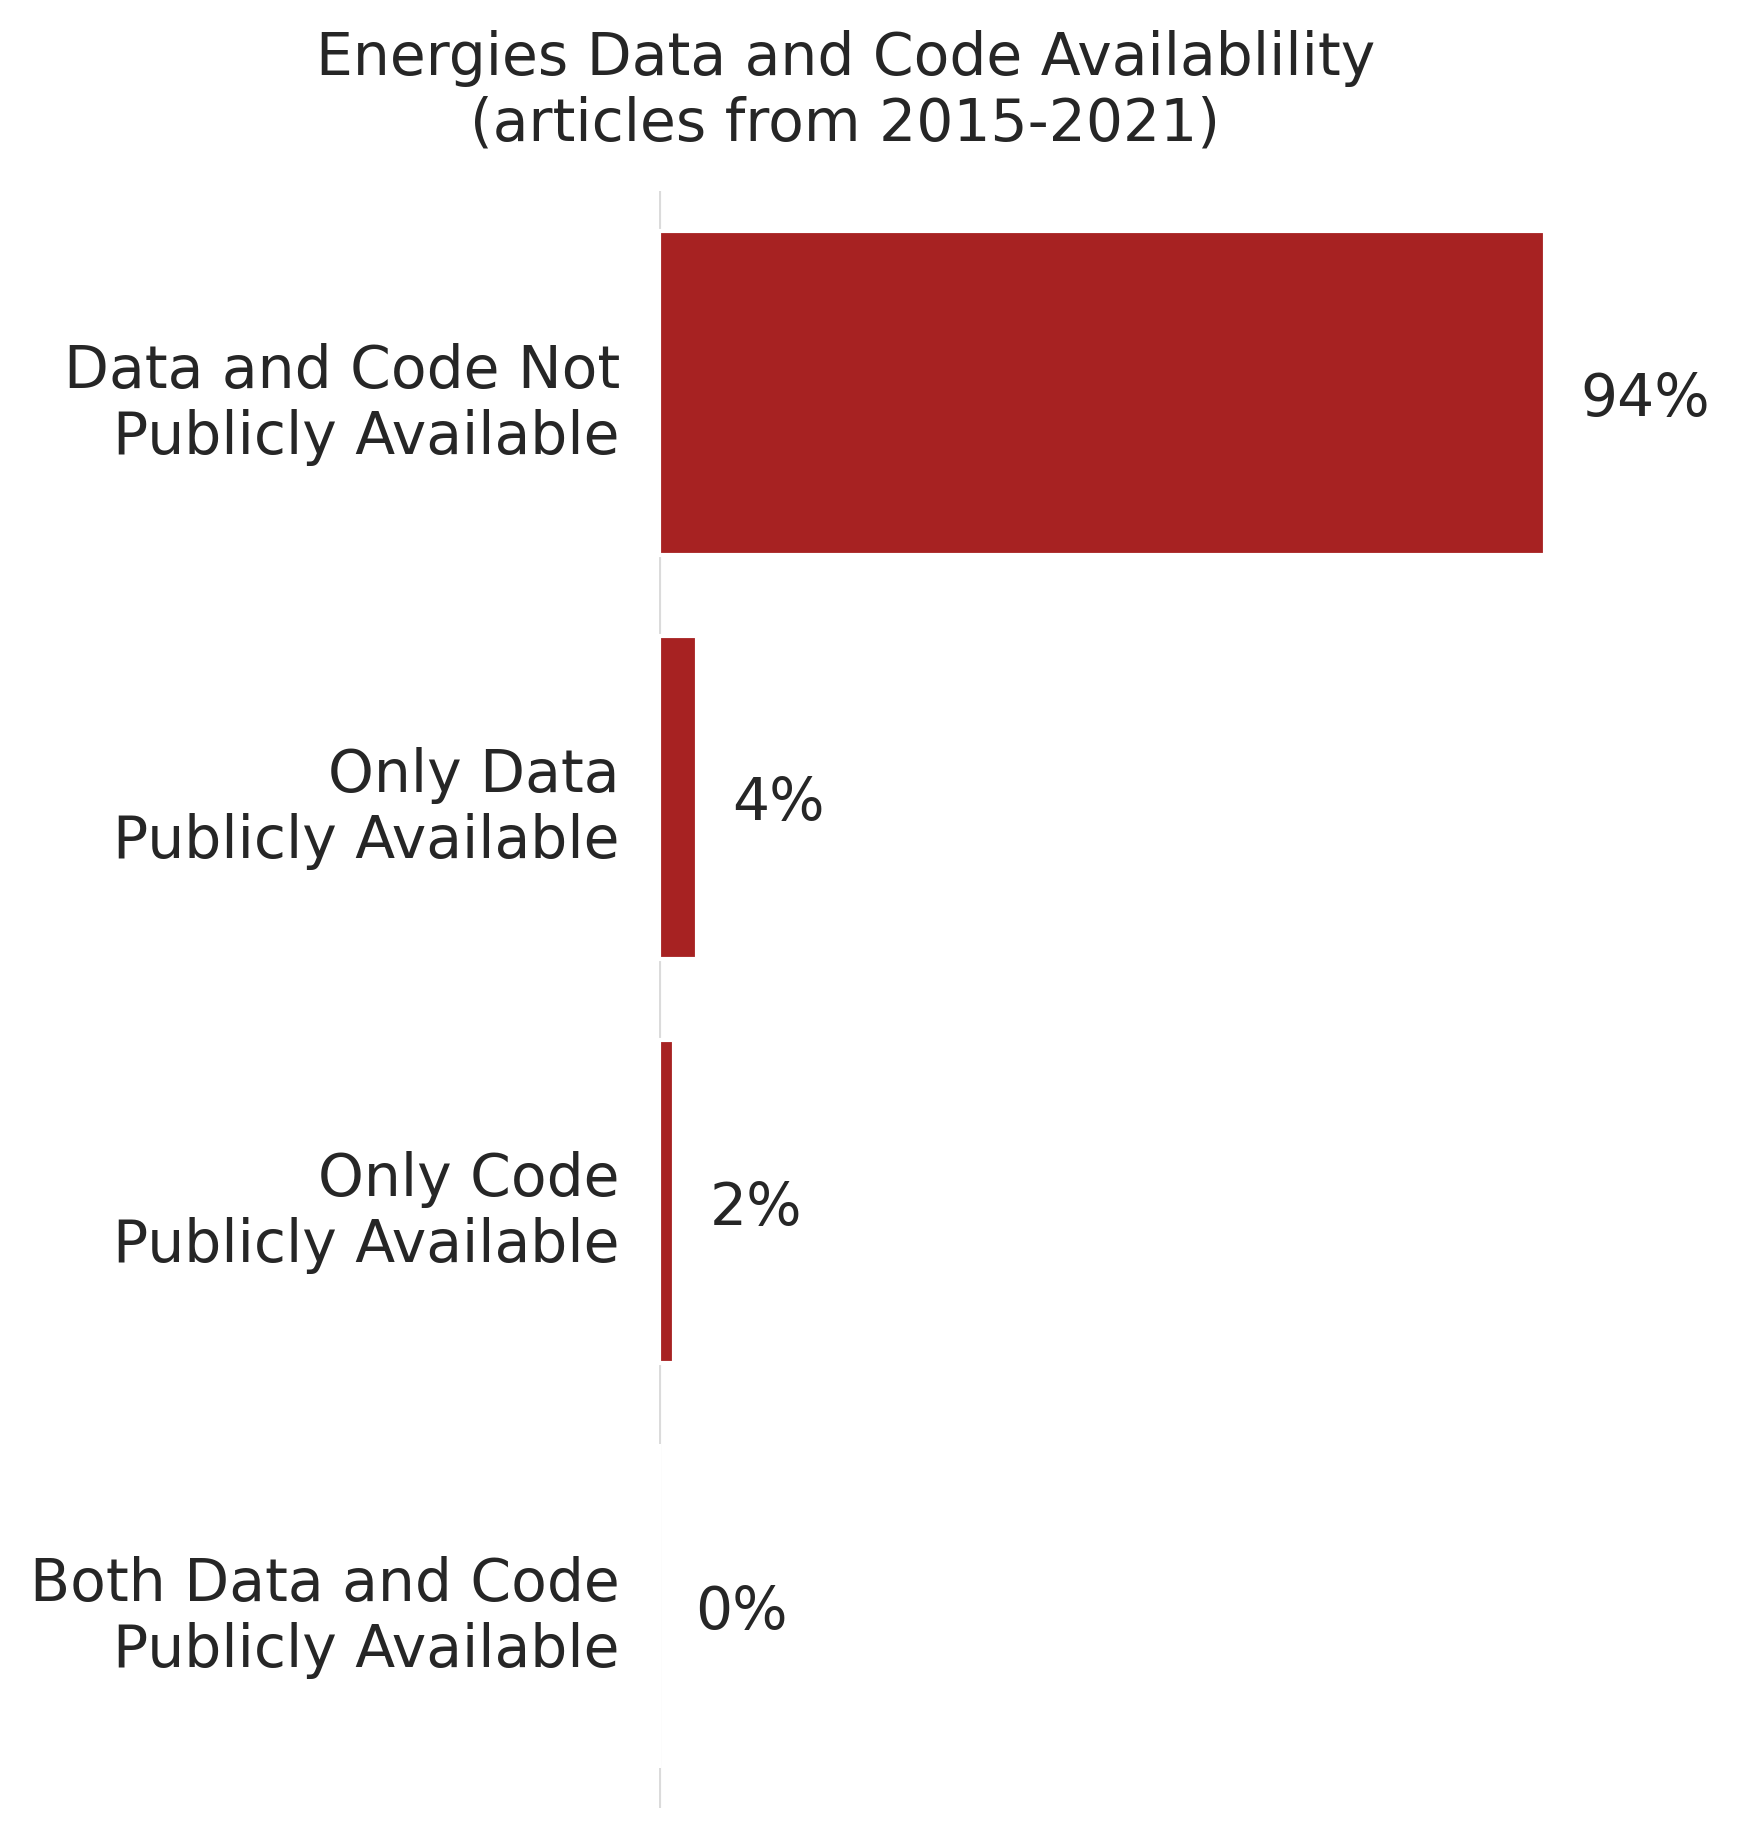 Energies Data and Code Availablility
(articles from 2015-2021)
Data and Code Not
Publicly Available
94%
Only Data
Publicly Available
4%
Only Code
Publicly Available
2%
Both Data and Code
Publicly Available
0%